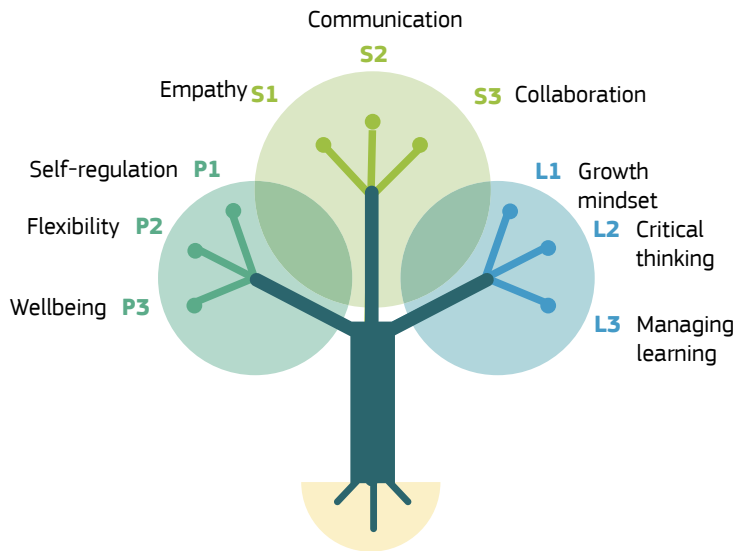 Communication
S2
Empathy S1
S3 Collaboration
Self-regulation P1
L1 Growth
mindset
Flexibility P2
L2 Critical
thinking
Wellbeing P3
L3 Managing
learning